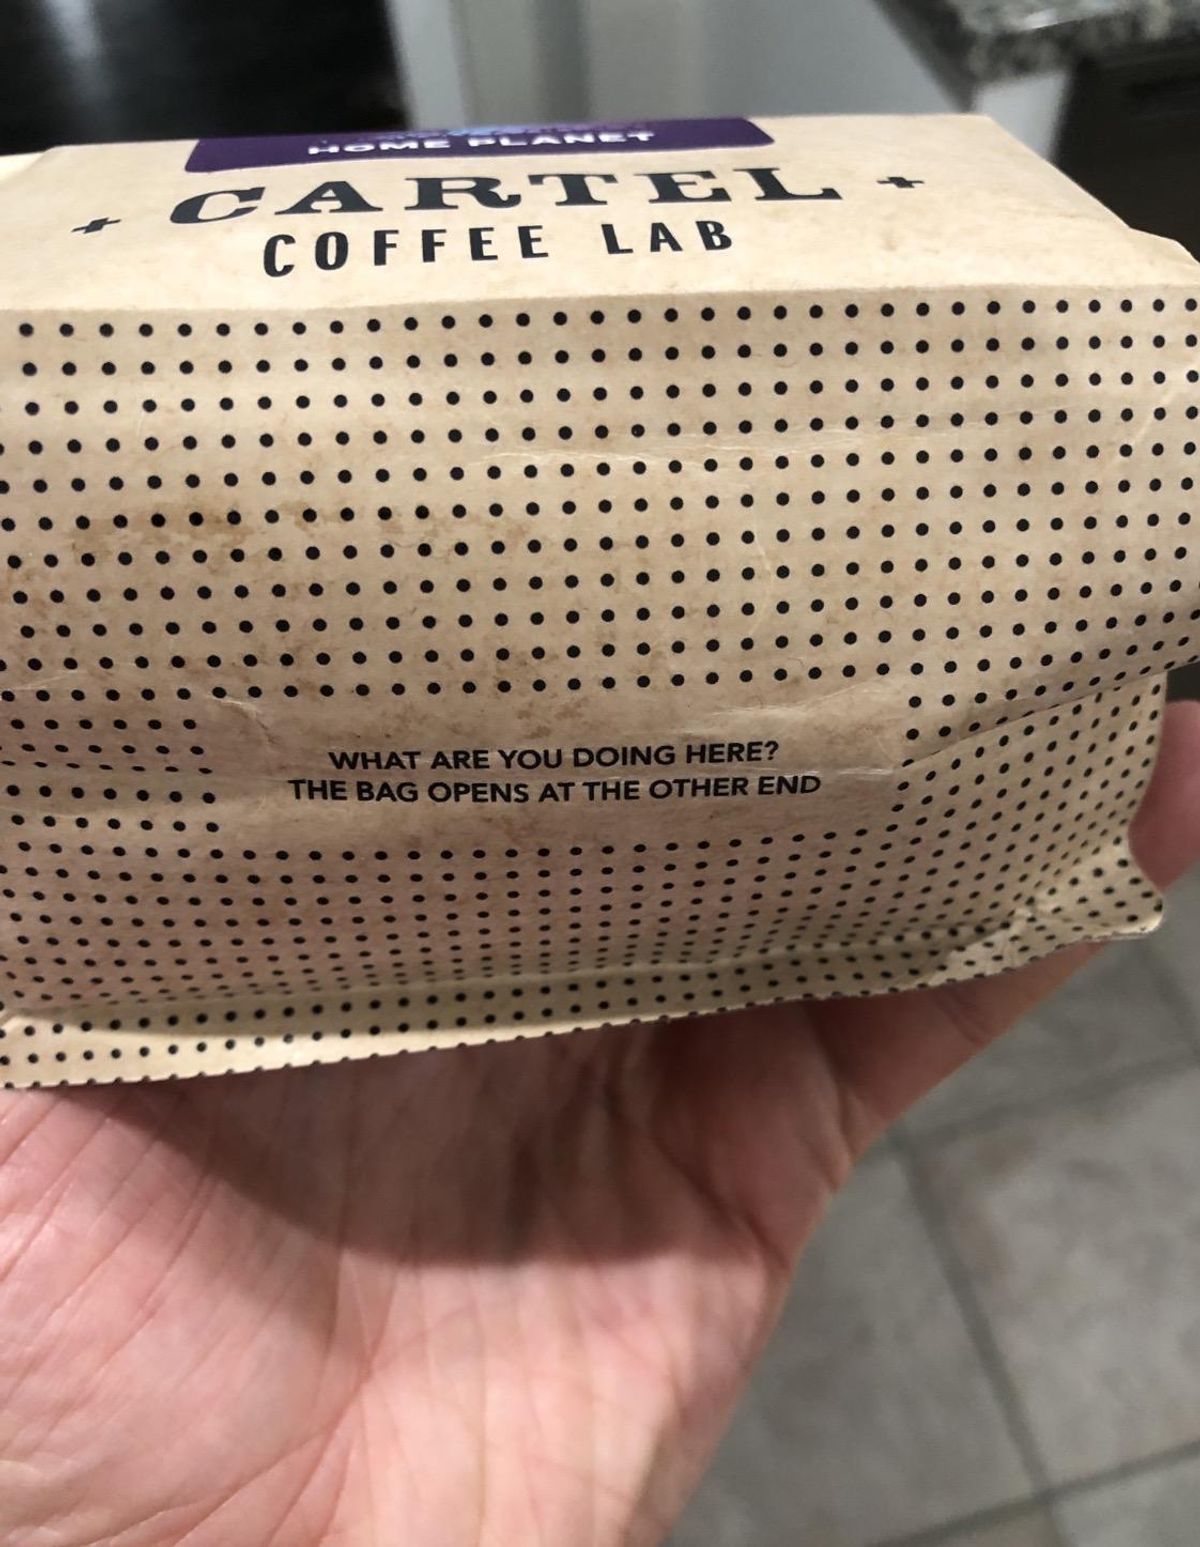 HOME PLANET
+ CARTEL +
COFFEE LAB
WHAT ARE YOU DOING HERE?
THE BAG OPENS AT THE OTHER END